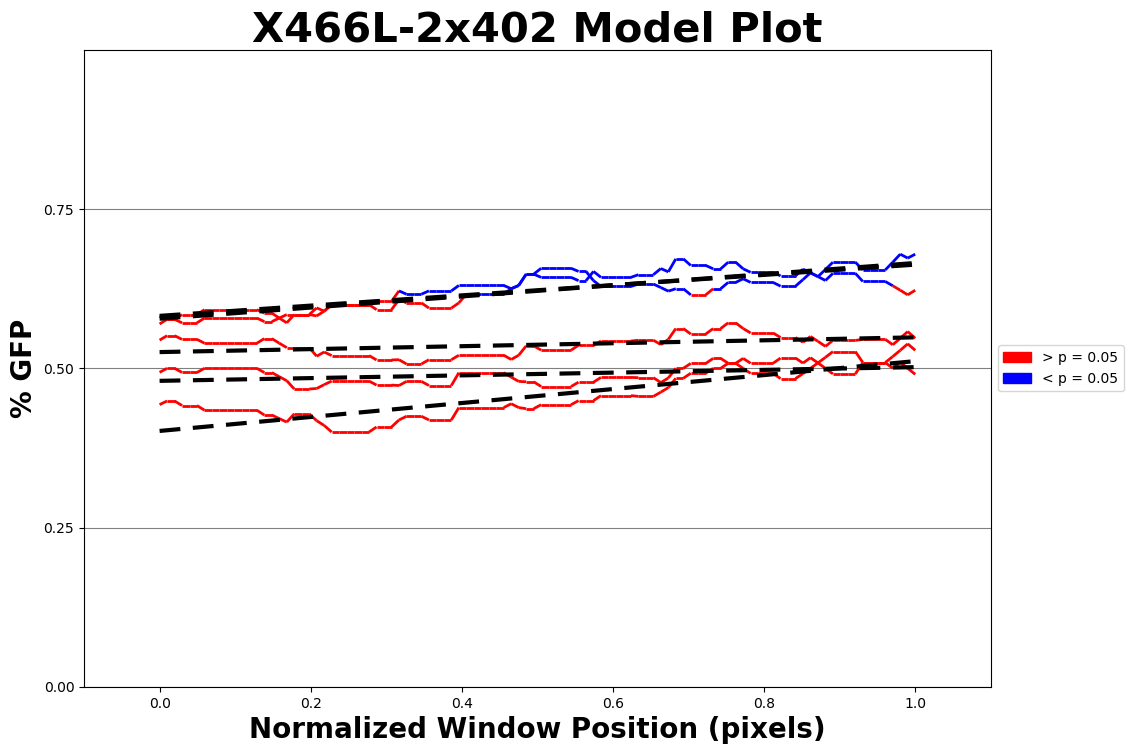 X466L-2x402 Model Plot
% GFP
0.75
0.50
0.25
0.00
0.0 0.2 0.4 0.6 0.8 1.0
Normalized Window Position (pixels)
> p = 0.05
< p = 0.05